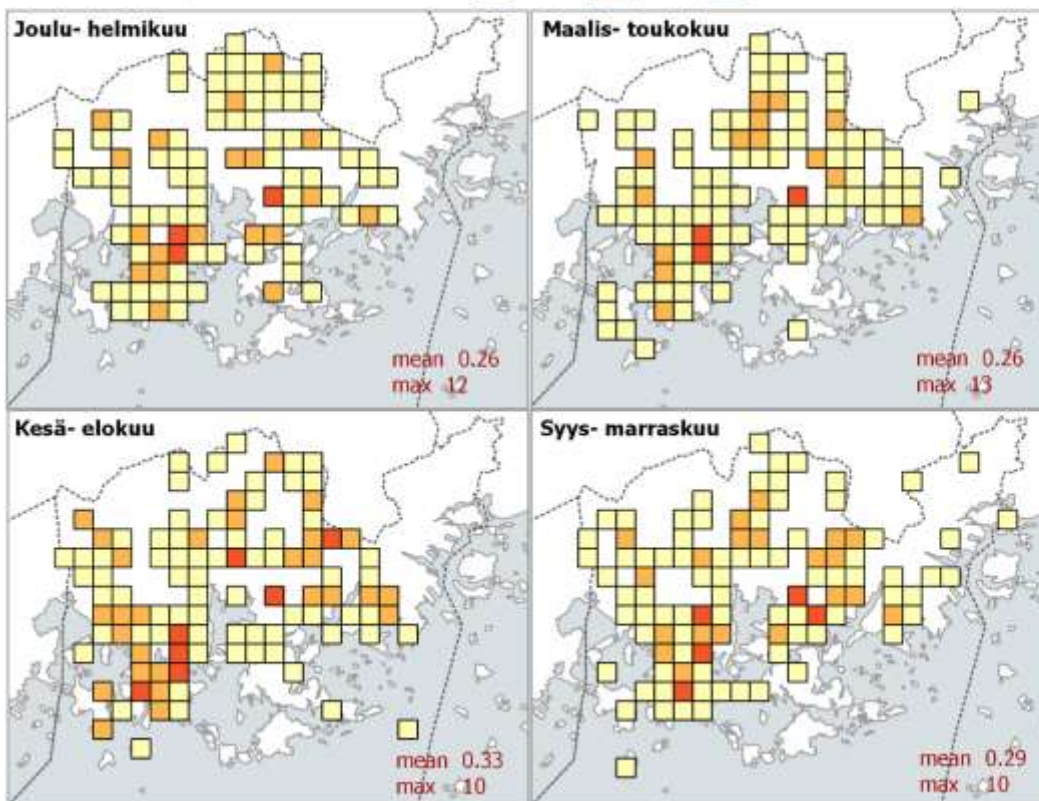 Joulu- helmikuu
mean 0.26
max 12
Maalis- toukokuu
mean 0.26
max 13
Kesä- elokuu
mean 0.33
max 10
Syys- marraskuu
mean 0.29
max 10